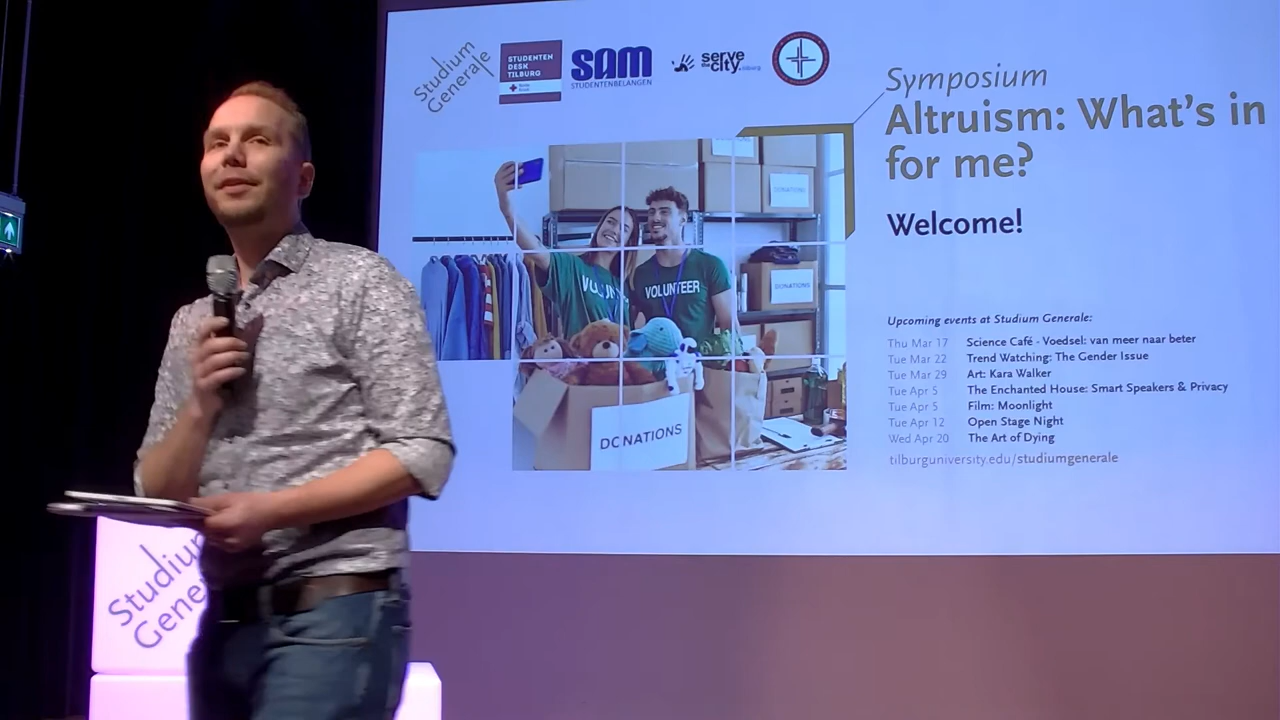 Studium
Generale
STUDENTEN
DESK
TILBURG
SAM
STUDENTENBELANGEN
serve
the city
tilburg
Symposium
Altruism: What's in
for me?
Welcome!
DONATIONS
DONATIONS
VOLUNTEER
DONATIONS
Upcoming events at Studium Generale:
Thu Mar 17 Science Café - Voedsel: van meer naar beter
Tue Mar 22 Trend Watching: The Gender Issue
Tue Mar 29 Art: Kara Walker
Tue Apr 5 The Enchanted House: Smart Speakers & Privacy
Tue Apr 5 Film: Moonlight
Tue Apr 12 Open Stage Night
Wed Apr 20 The Art of Dying
tilburguniversity.edu/studiumgenerale
Studium
Gene